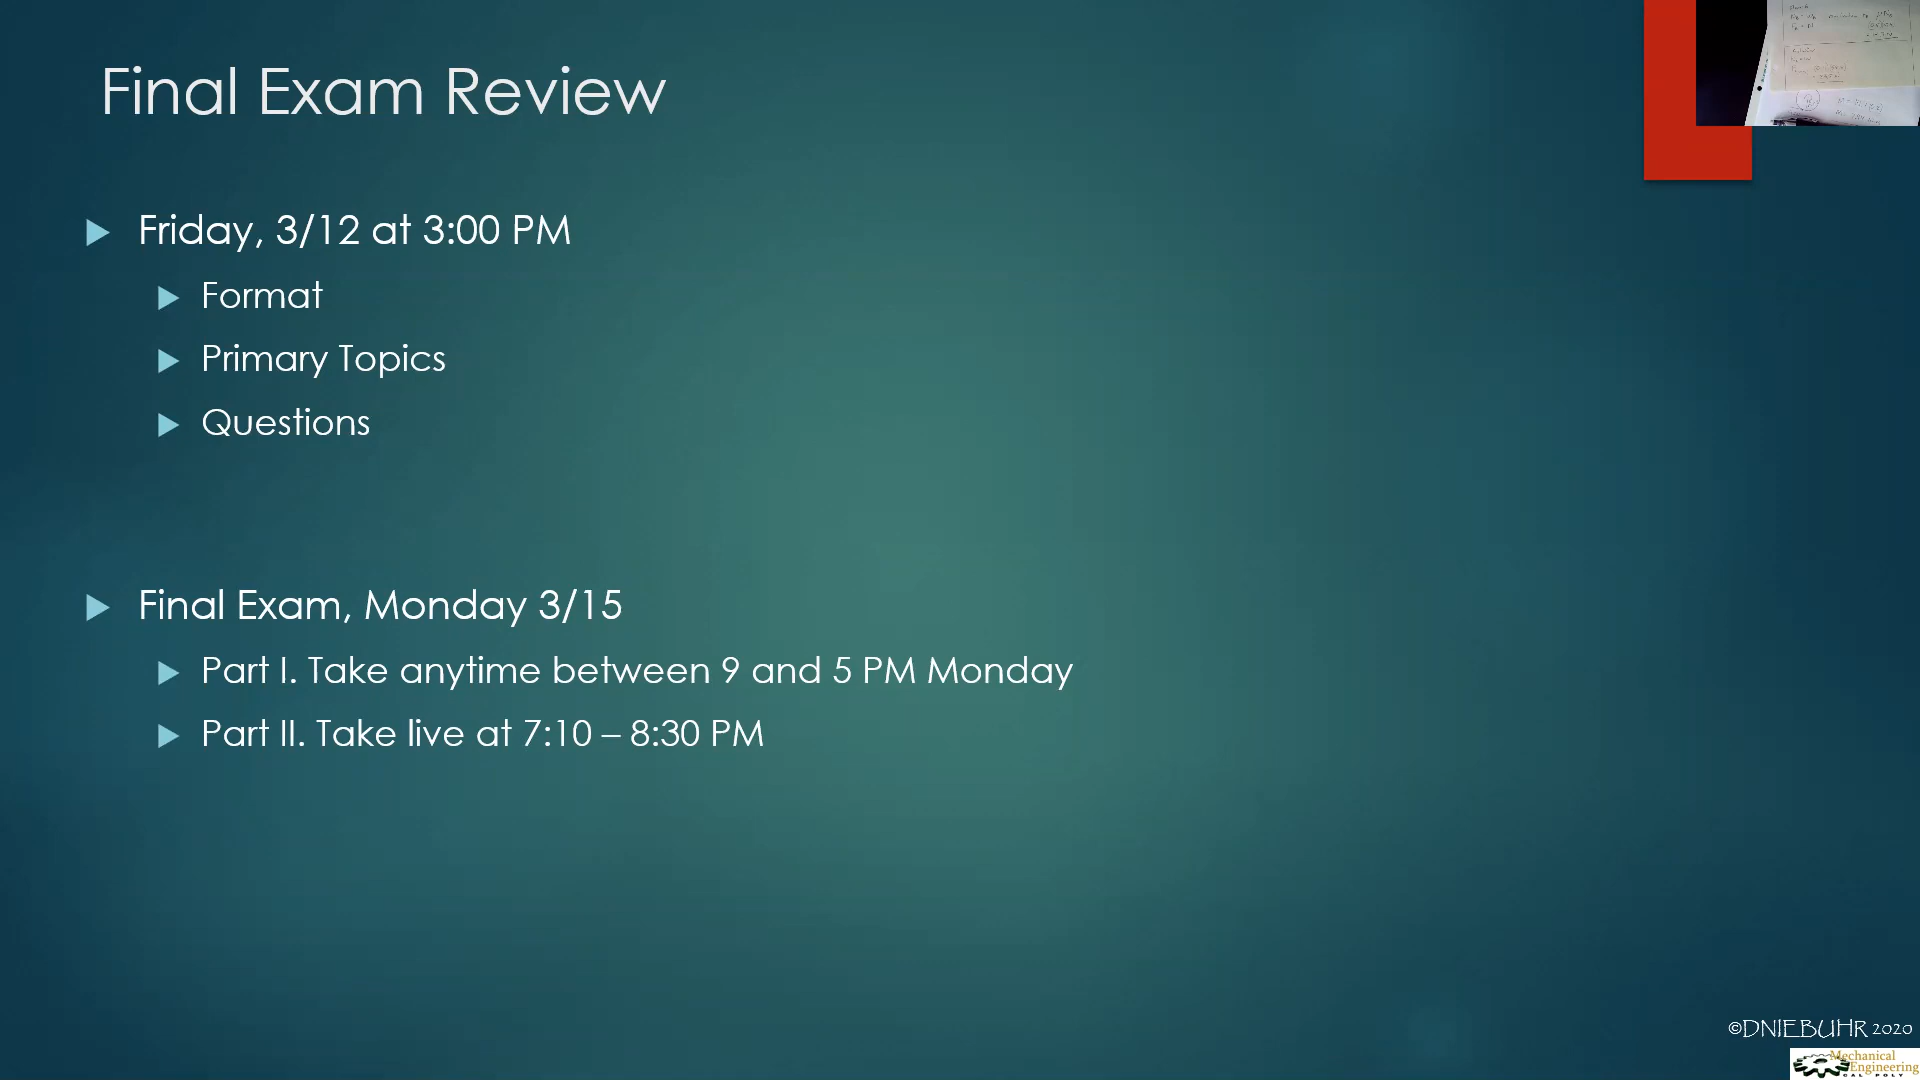 Final Exam Review
Friday, 3/12 at 3:00 PM
Format
Primary Topics
Questions
Final Exam, Monday 3/15
Part I. Take anytime between 9 and 5 PM Monday
Part II. Take live at 7:10 – 8:30 PM
©DNIEBUHR 2020
Mechanical
Engineering
CAL POLY